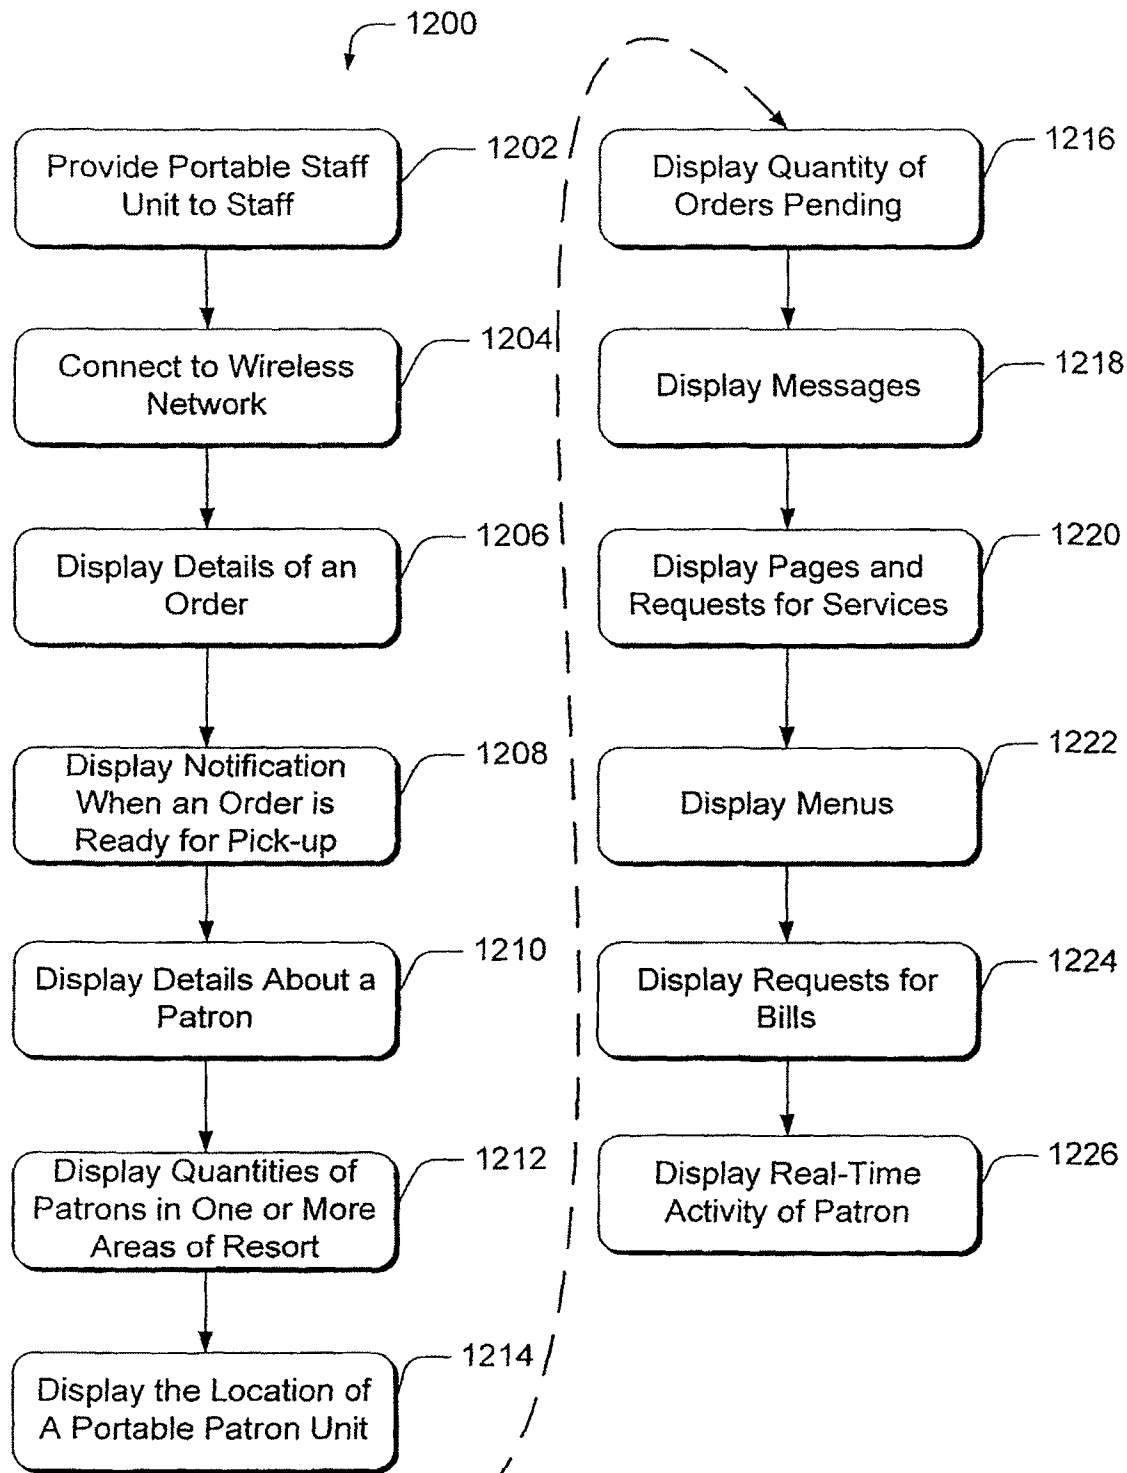 1200
Provide Portable Staff
Unit to Staff
1202
Connect to Wireless
Network
1204
Display Details of an
Order
1206
Display Notification
When an Order is
Ready for Pick-up
1208
Display Details About a
Patron
1210
Display Quantities of
Patrons in One or More
Areas of Resort
1212
Display the Location of
A Portable Patron Unit
1214
Display Quantity of
Orders Pending
1216
Display Messages
1218
Display Pages and
Requests for Services
1220
Display Menus
1222
Display Requests for
Bills
1224
Display Real-Time
Activity of Patron
1226